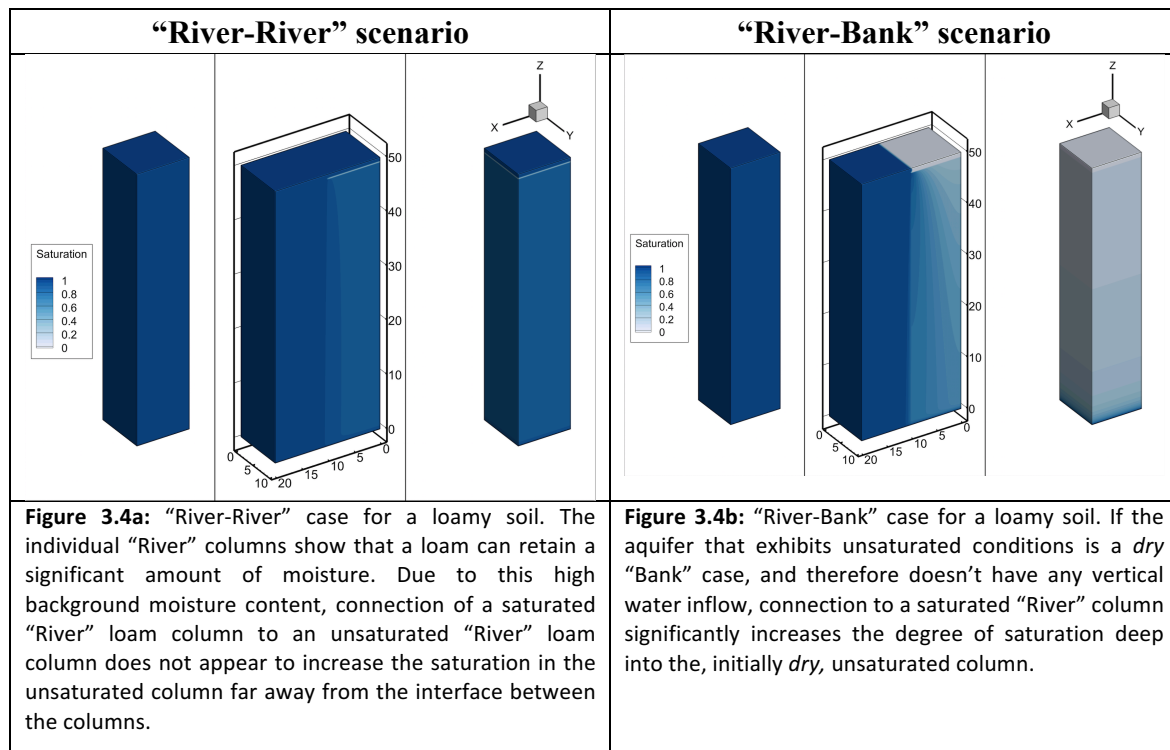 “River-River” scenario
“River-Bank” scenario
Z
X
Y
50
40
30
20
10
0
Saturation
1
0.8
0.6
0.4
0.2
0
0
5
10
20
15
10
5
0
Z
X
Y
50
40
30
20
10
0
Saturation
1
0.8
0.6
0.4
0.2
0
0
5
10
20
15
10
5
0
Figure 3.4a: “River-River” case for a loamy soil. The
individual “River” columns show that a loam can retain a
significant amount of moisture. Due to this high
background moisture content, connection of a saturated
“River” loam column to an unsaturated “River” loam
column does not appear to increase the saturation in the
unsaturated column far away from the interface between
the columns.
Figure 3.4b: “River-Bank” case for a loamy soil. If the
aquifer that exhibits unsaturated conditions is a dry
“Bank” case, and therefore doesn’t have any vertical
water inflow, connection to a saturated “River” column
significantly increases the degree of saturation deep
into the, initially dry, unsaturated column.